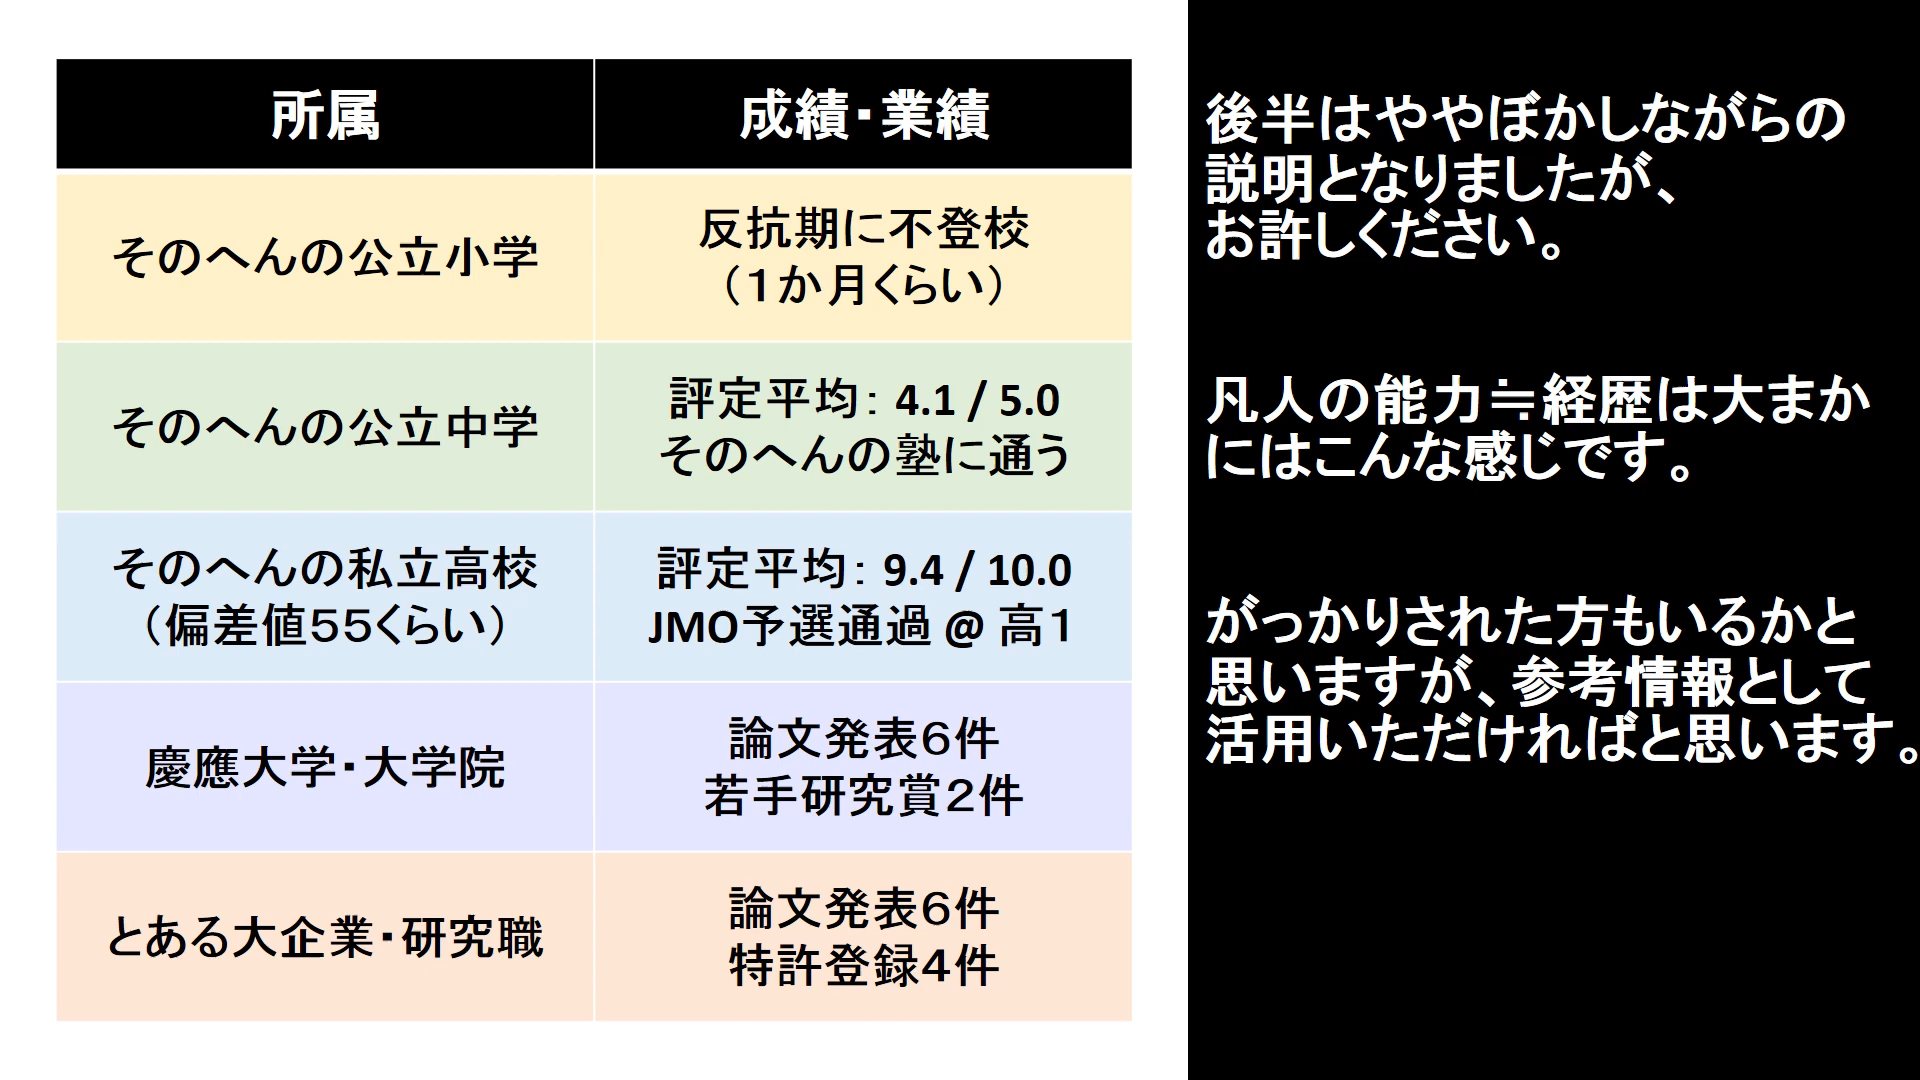 所属
成績・業績
そのへんの公立小学
反抗期に不登校
（１か月くらい）
そのへんの公立中学
評定平均：4.1 / 5.0
そのへんの塾に通う
そのへんの私立高校
（偏差値５５くらい）
評定平均：9.4 / 10.0
JMO予選通過 @ 高１
慶應大学・大学院
論文発表６件
若手研究賞２件
とある大企業・研究職
論文発表６件
特許登録４件
後半はややぼかしながらの
説明となりましたが、
お許しください。
凡人の能力≒経歴は大まか
にはこんな感じです。
がっかりされた方もいるかと
思いますが、参考情報として
活用いただければと思います。